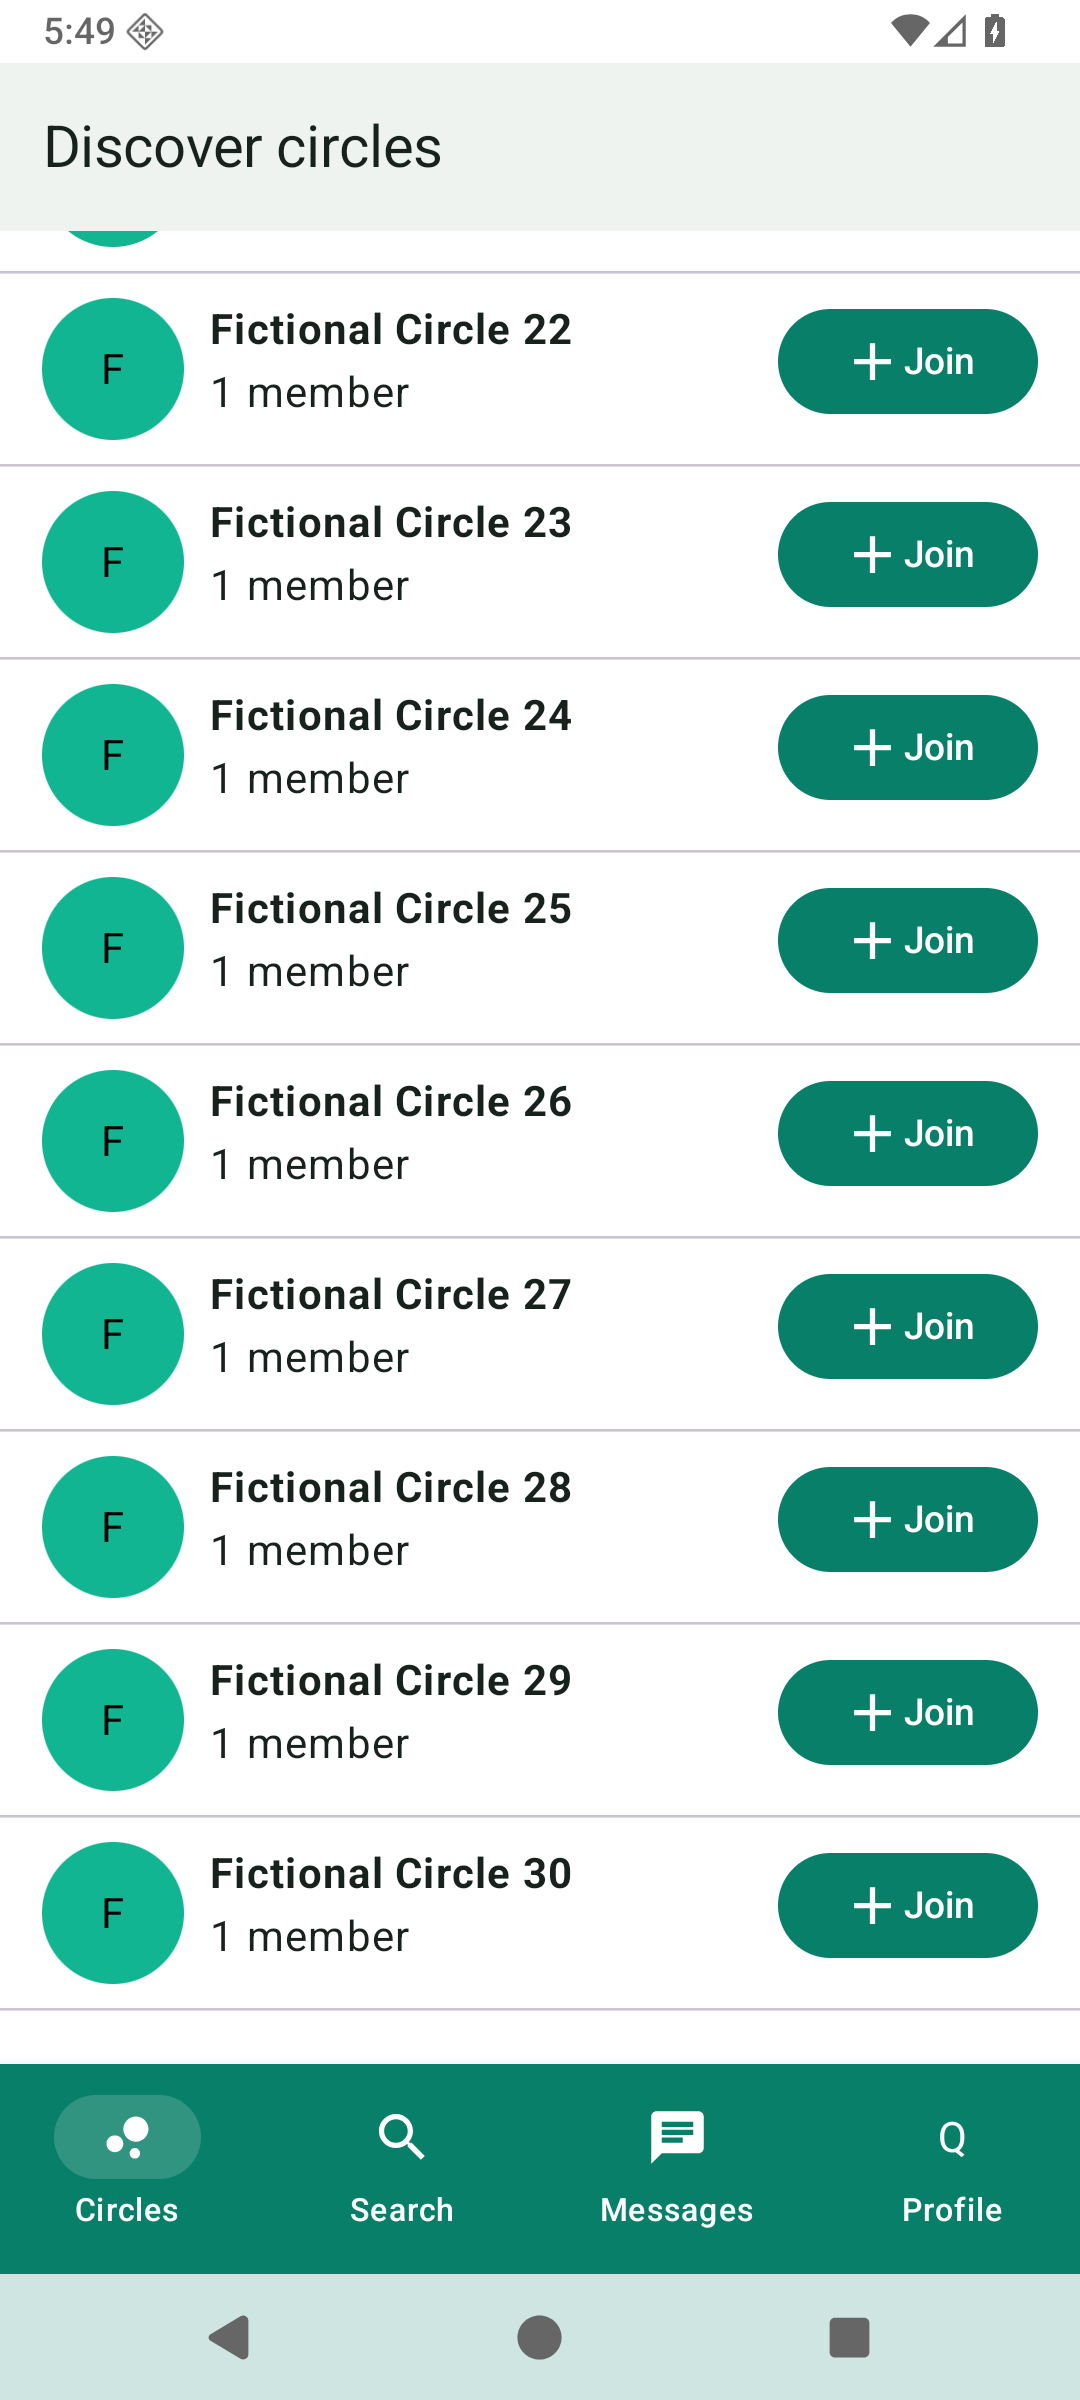 5:49
Discover circles
F
Fictional Circle 22
1 member
Join
F
Fictional Circle 23
1 member
Join
F
Fictional Circle 24
1 member
Join
F
Fictional Circle 25
1 member
Join
F
Fictional Circle 26
1 member
Join
F
Fictional Circle 27
1 member
Join
F
Fictional Circle 28
1 member
Join
F
Fictional Circle 29
1 member
Join
F
Fictional Circle 30
1 member
Join
Q
Circles Search Messages Profile